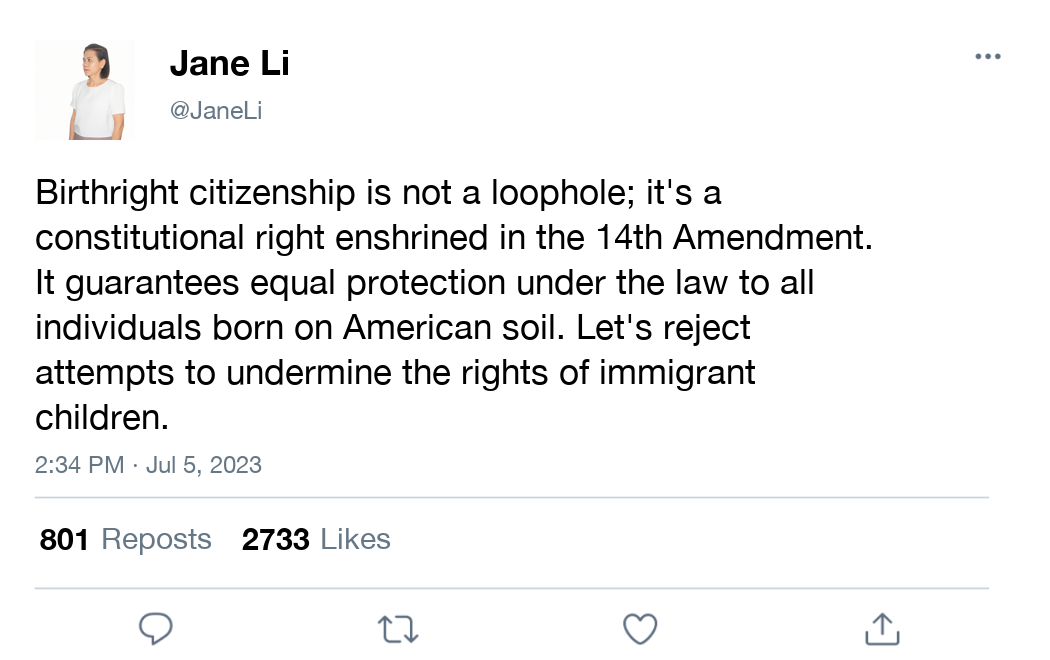 Jane Li
@JaneLi
Birthright citizenship is not a loophole; it's a
constitutional right enshrined in the 14th Amendment.
It guarantees equal protection under the law to all
individuals born on American soil. Let's reject
attempts to undermine the rights of immigrant
children.
2:34 PM · Jul 5, 2023
801 Reposts 2733 Likes